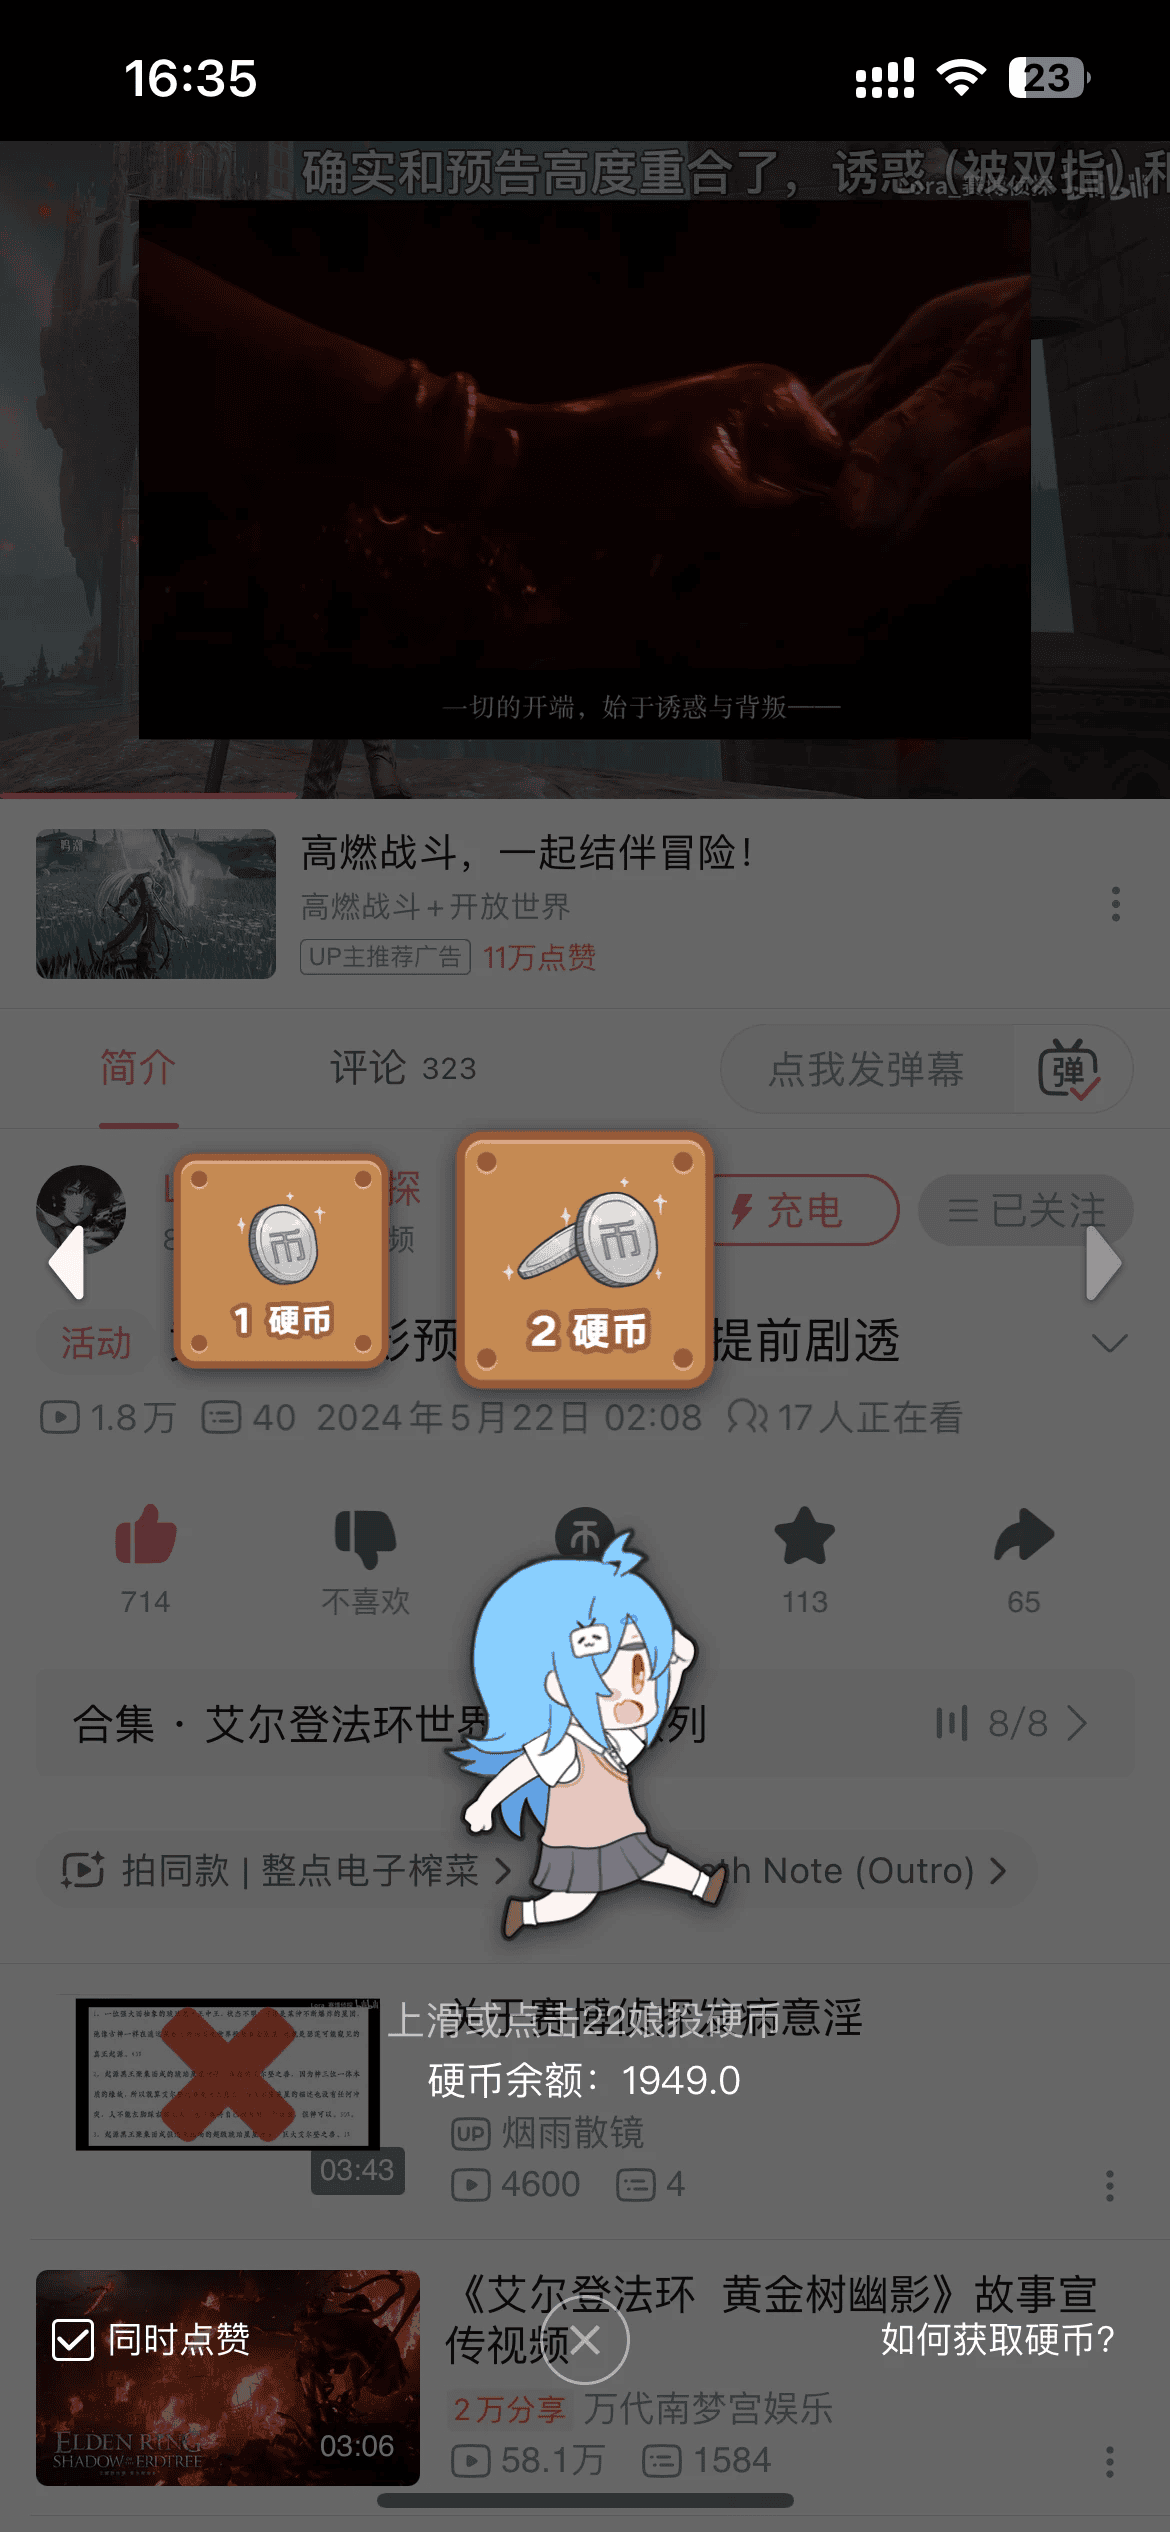 16:35
23
确实和预告高度重合了，诱惑（被双指）和
一切的开端，始于诱惑与背叛——
鸣潮
高燃战斗，一起结伴冒险！
高燃战斗+开放世界
UP主推荐广告 11万点赞
简介
评论 323
点我发弹幕
弹
探
充电
已关注
频
币
1 硬币
币
2 硬币
活动
影预
提前剧透
1.8万 40 2024年5月22日 02:08 17人正在看
714
不喜欢
113
65
合集 · 艾尔登法环世界
列
8/8
拍同款 | 整点电子榨菜
th Note (Outro)
上滑或点击22娘投硬币
硬币余额：1949.0
03:43
UP 烟雨散镜
4600 4
《艾尔登法环 黄金树幽影》故事宣
传视频
同时点赞
如何获取硬币?
2万分享 万代南梦宫娱乐
ELDEN RING
SHADOW OF THE ERDTREE
03:06
58.1万 1584